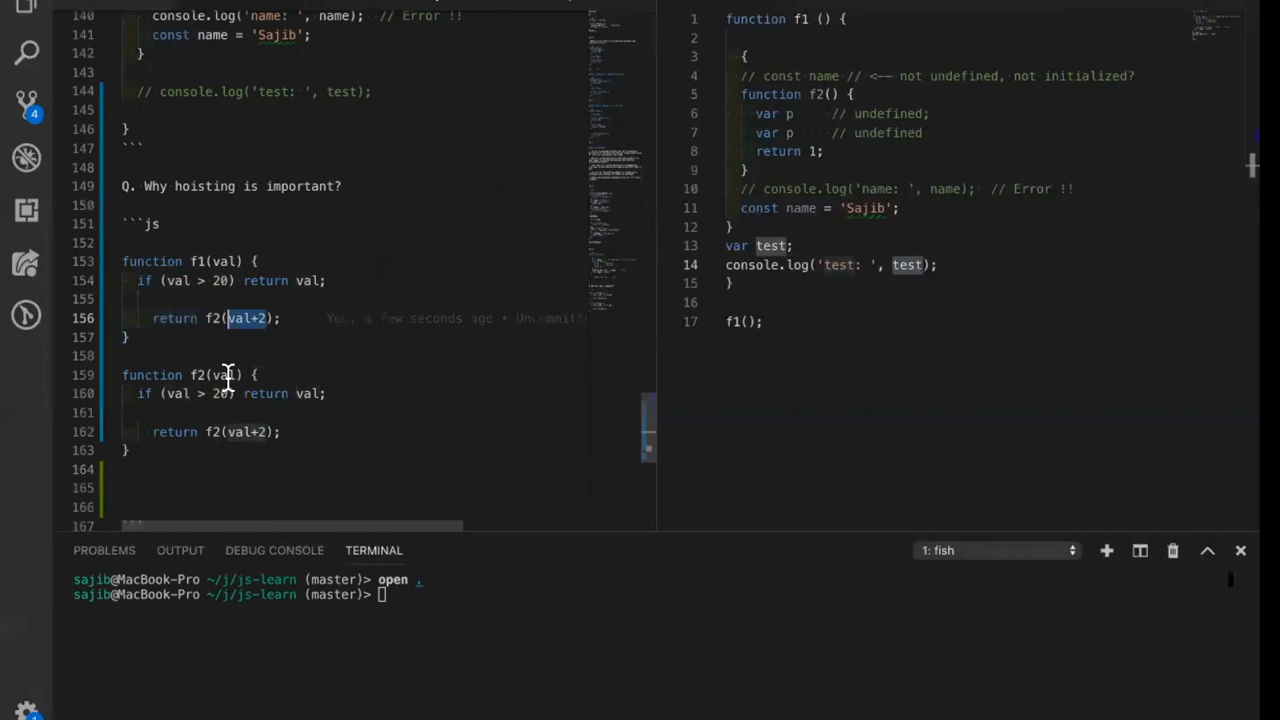 140 console.log('name: ', name); // Error !!
141 const name = 'Sajib';
142 }
143
144 // console.log('test: ', test);
145
146 }
147 ```
148
149 Q. Why hoisting is important?
150
151 ```js
152
153 function f1(val) {
154 if (val > 20) return val;
155
156 return f2(val+2); You, a few seconds ago • Uncommitt
157 }
158
159 function f2(val) {
160 if (val > 20) return val;
161
162 return f2(val+2);
163 }
164
165
166
167 ```
1 function f1 () {
2
3 {
4 // const name // <-- not undefined, not initialized?
5 function f2() {
6 var p // undefined;
7 var p // undefined
8 return 1;
9 }
10 // console.log('name: ', name); // Error !!
11 const name = 'Sajib';
12 }
13 var test;
14 console.log('test: ', test);
15 }
16
17 f1();
4
PROBLEMS OUTPUT DEBUG CONSOLE TERMINAL 1: fish
sajib@MacBook-Pro ~/j/js-learn (master)> open .
sajib@MacBook-Pro ~/j/js-learn (master)>